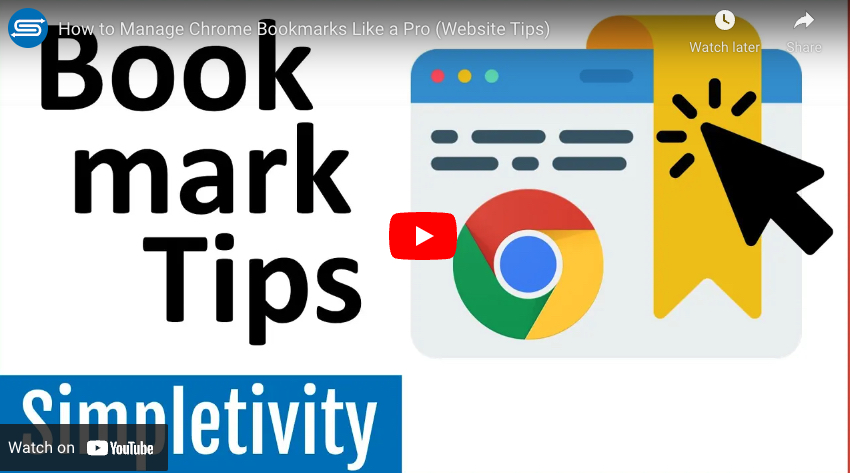 How to Manage Chrome Bookmarks Like a Pro (Website Tips)
Watch later
Share
Book
mark
Tips
Simpletivity
Watch on YouTube